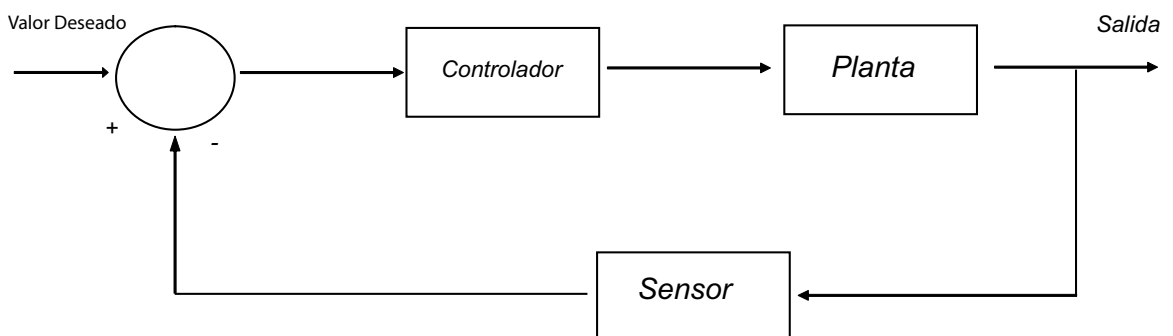 Valor Deseado
Salida
Controlador
Planta
+
-
Sensor